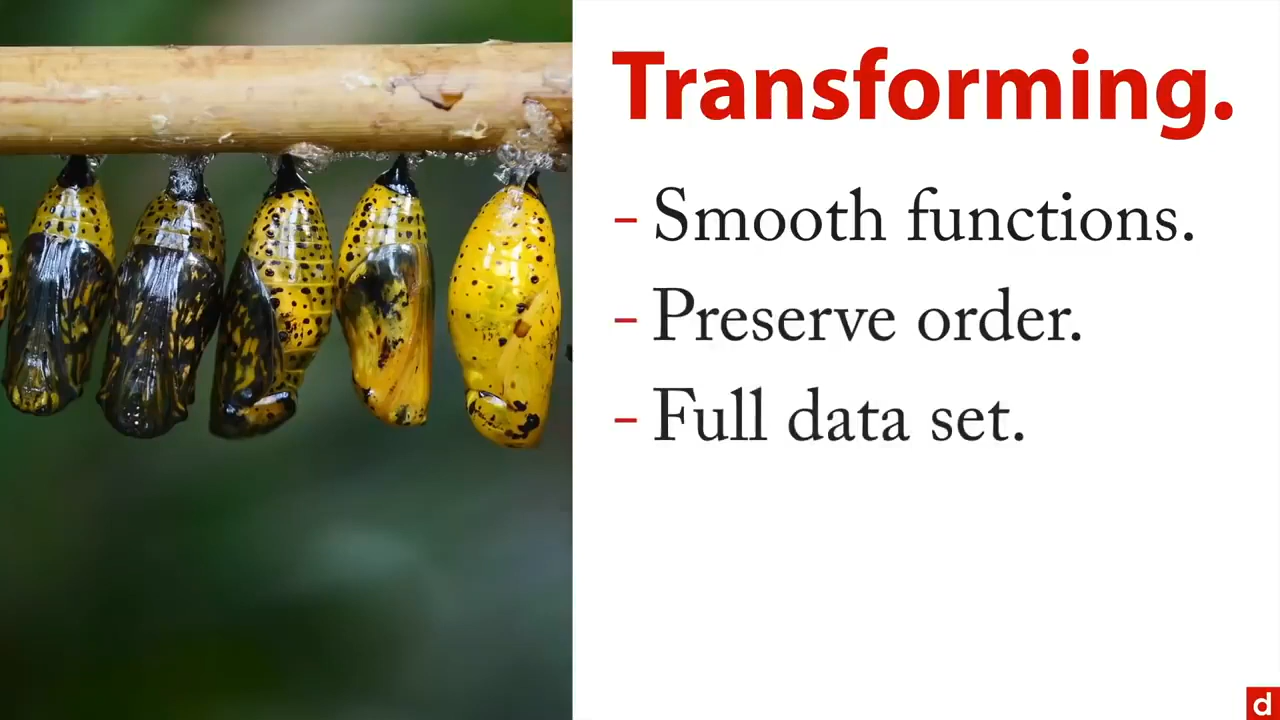 Transforming.
- Smooth functions.
- Preserve order.
- Full data set.
d